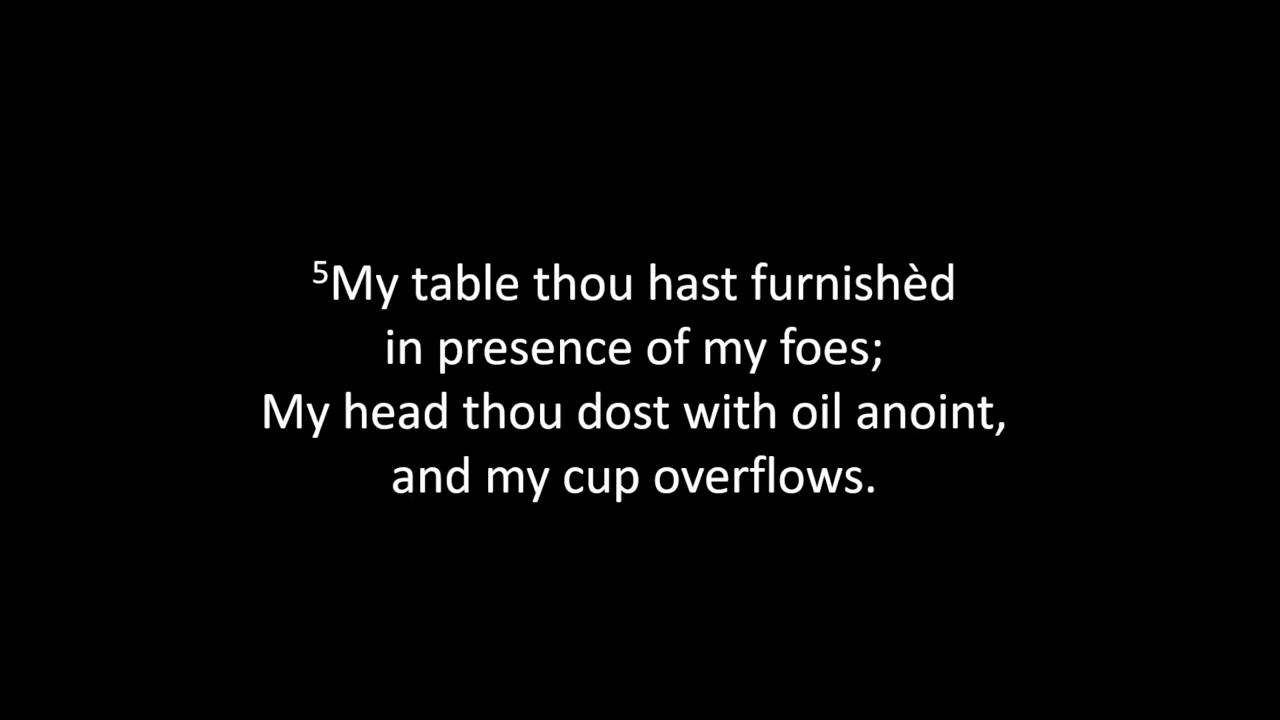 ⁵My table thou hast furnishèd
in presence of my foes;
My head thou dost with oil anoint,
and my cup overflows.